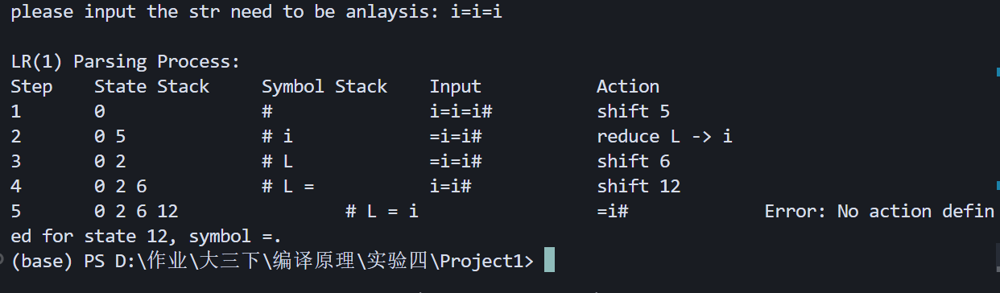 please input the str need to be anlaysis: i=i=i
LR(1) Parsing Process:
Step    State Stack     Symbol Stack    Input           Action
1       0               #               i=i=i#          shift 5
2       0 5             # i             =i=i#           reduce L -> i
3       0 2             # L             =i=i#           shift 6
4       0 2 6           # L =           i=i#            shift 12
5       0 2 6 12                # L = i                 =i#             Error: No action defin
ed for state 12, symbol =.
(base) PS D:\作业\大三下\编译原理\实验四\Project1>